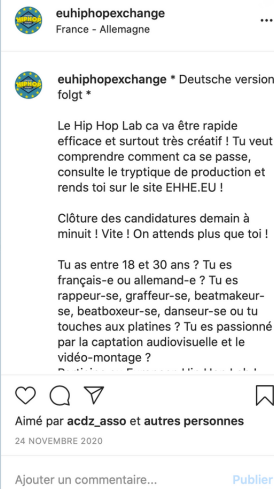 euhiphopexchange
France - Allemagne
euhiphopexchange * Deutsche version
folgt *
Le Hip Hop Lab ca va être rapide
efficace et surtout très créatif ! Tu veut
comprendre comment ca se passe,
consulte le tryptique de production et
rends toi sur le site EHHE.EU !
Clôture des candidatures demain à
minuit ! Vite ! On attends plus que toi !
Tu as entre 18 et 30 ans ? Tu es
français-e ou allemand-e ? Tu es
rappeur-se, graffeur-se, beatmakeur-
se, beatboxeur-se, danseur-se ou tu
touches aux platines ? Tu es passionné
par la captation audiovisuelle et le
vidéo-montage ?
Aimé par acdz_asso et autres personnes
24 NOVEMBRE 2020
Ajouter un commentaire...
Publier